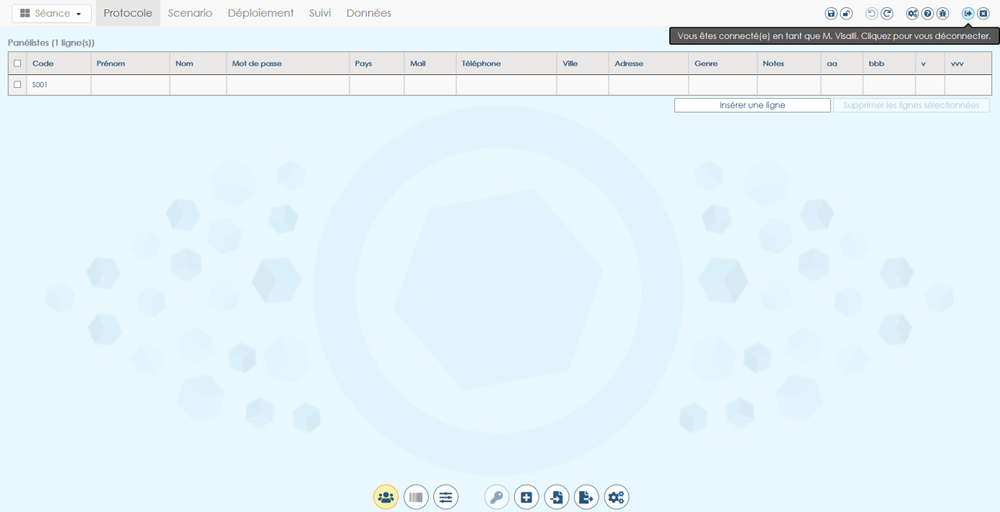 Séance
Protocole Scenario Déploiement Suivi Données
Vous êtes connecté(e) en tant que M. Visalli. Cliquez pour vous déconnecter.
Panélistes (1 ligne(s))
Code Prénom Nom Mot de passe Pays Mail Téléphone Ville Adresse Genre Notes aa bbb v vvv
S001
Insérer une ligne Supprimer les lignes sélectionnées